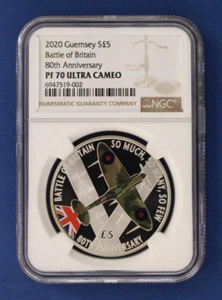 2020 Guernsey S£5
Battle of Britain
80th Anniversary
PF 70 ULTRA CAMEO
6947519-002
NUMISMATIC GUARANTY COMPANY
NGC
BATTLE OF BRITAIN
SO MUCH,
SO FEW
£5
80TH ANNIVERSARY